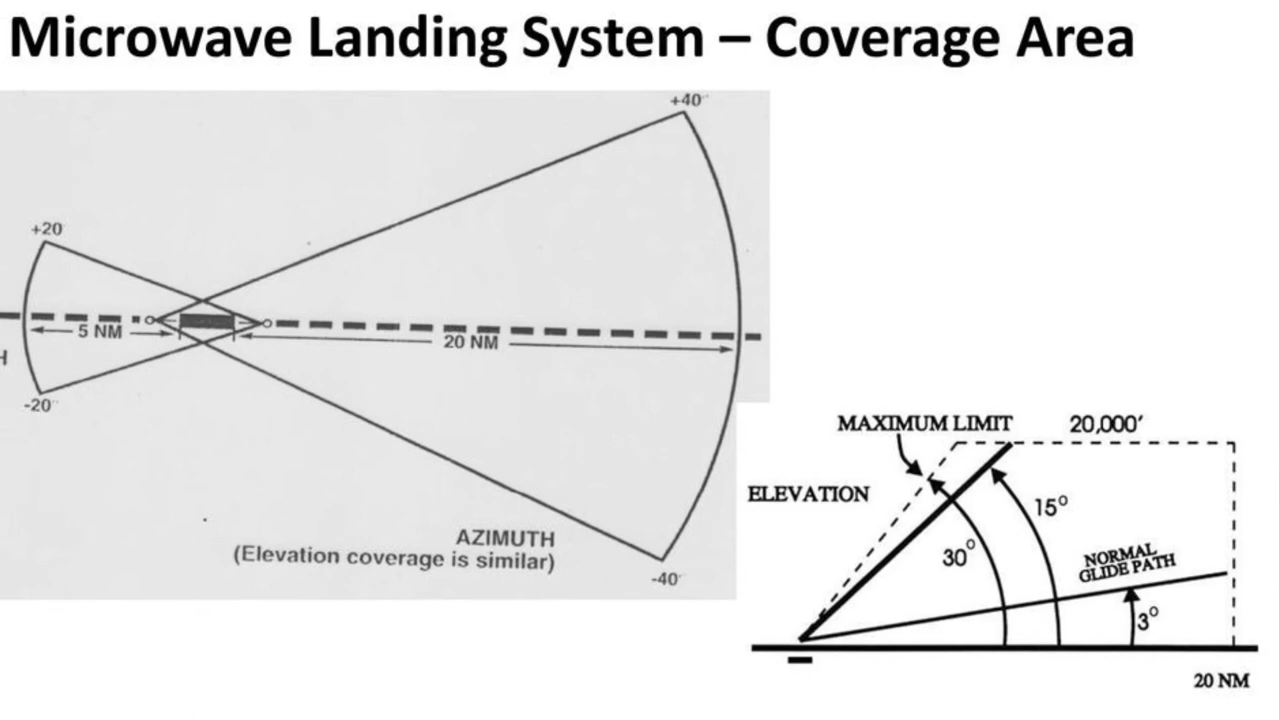 Microwave Landing System – Coverage Area
+40°
+20
5 NM
20 NM
H
-20
AZIMUTH
(Elevation coverage is similar)
-40
MAXIMUM LIMIT
20,000′
ELEVATION
15°
30°
NORMAL
GLIDE PATH
3°
20 NM